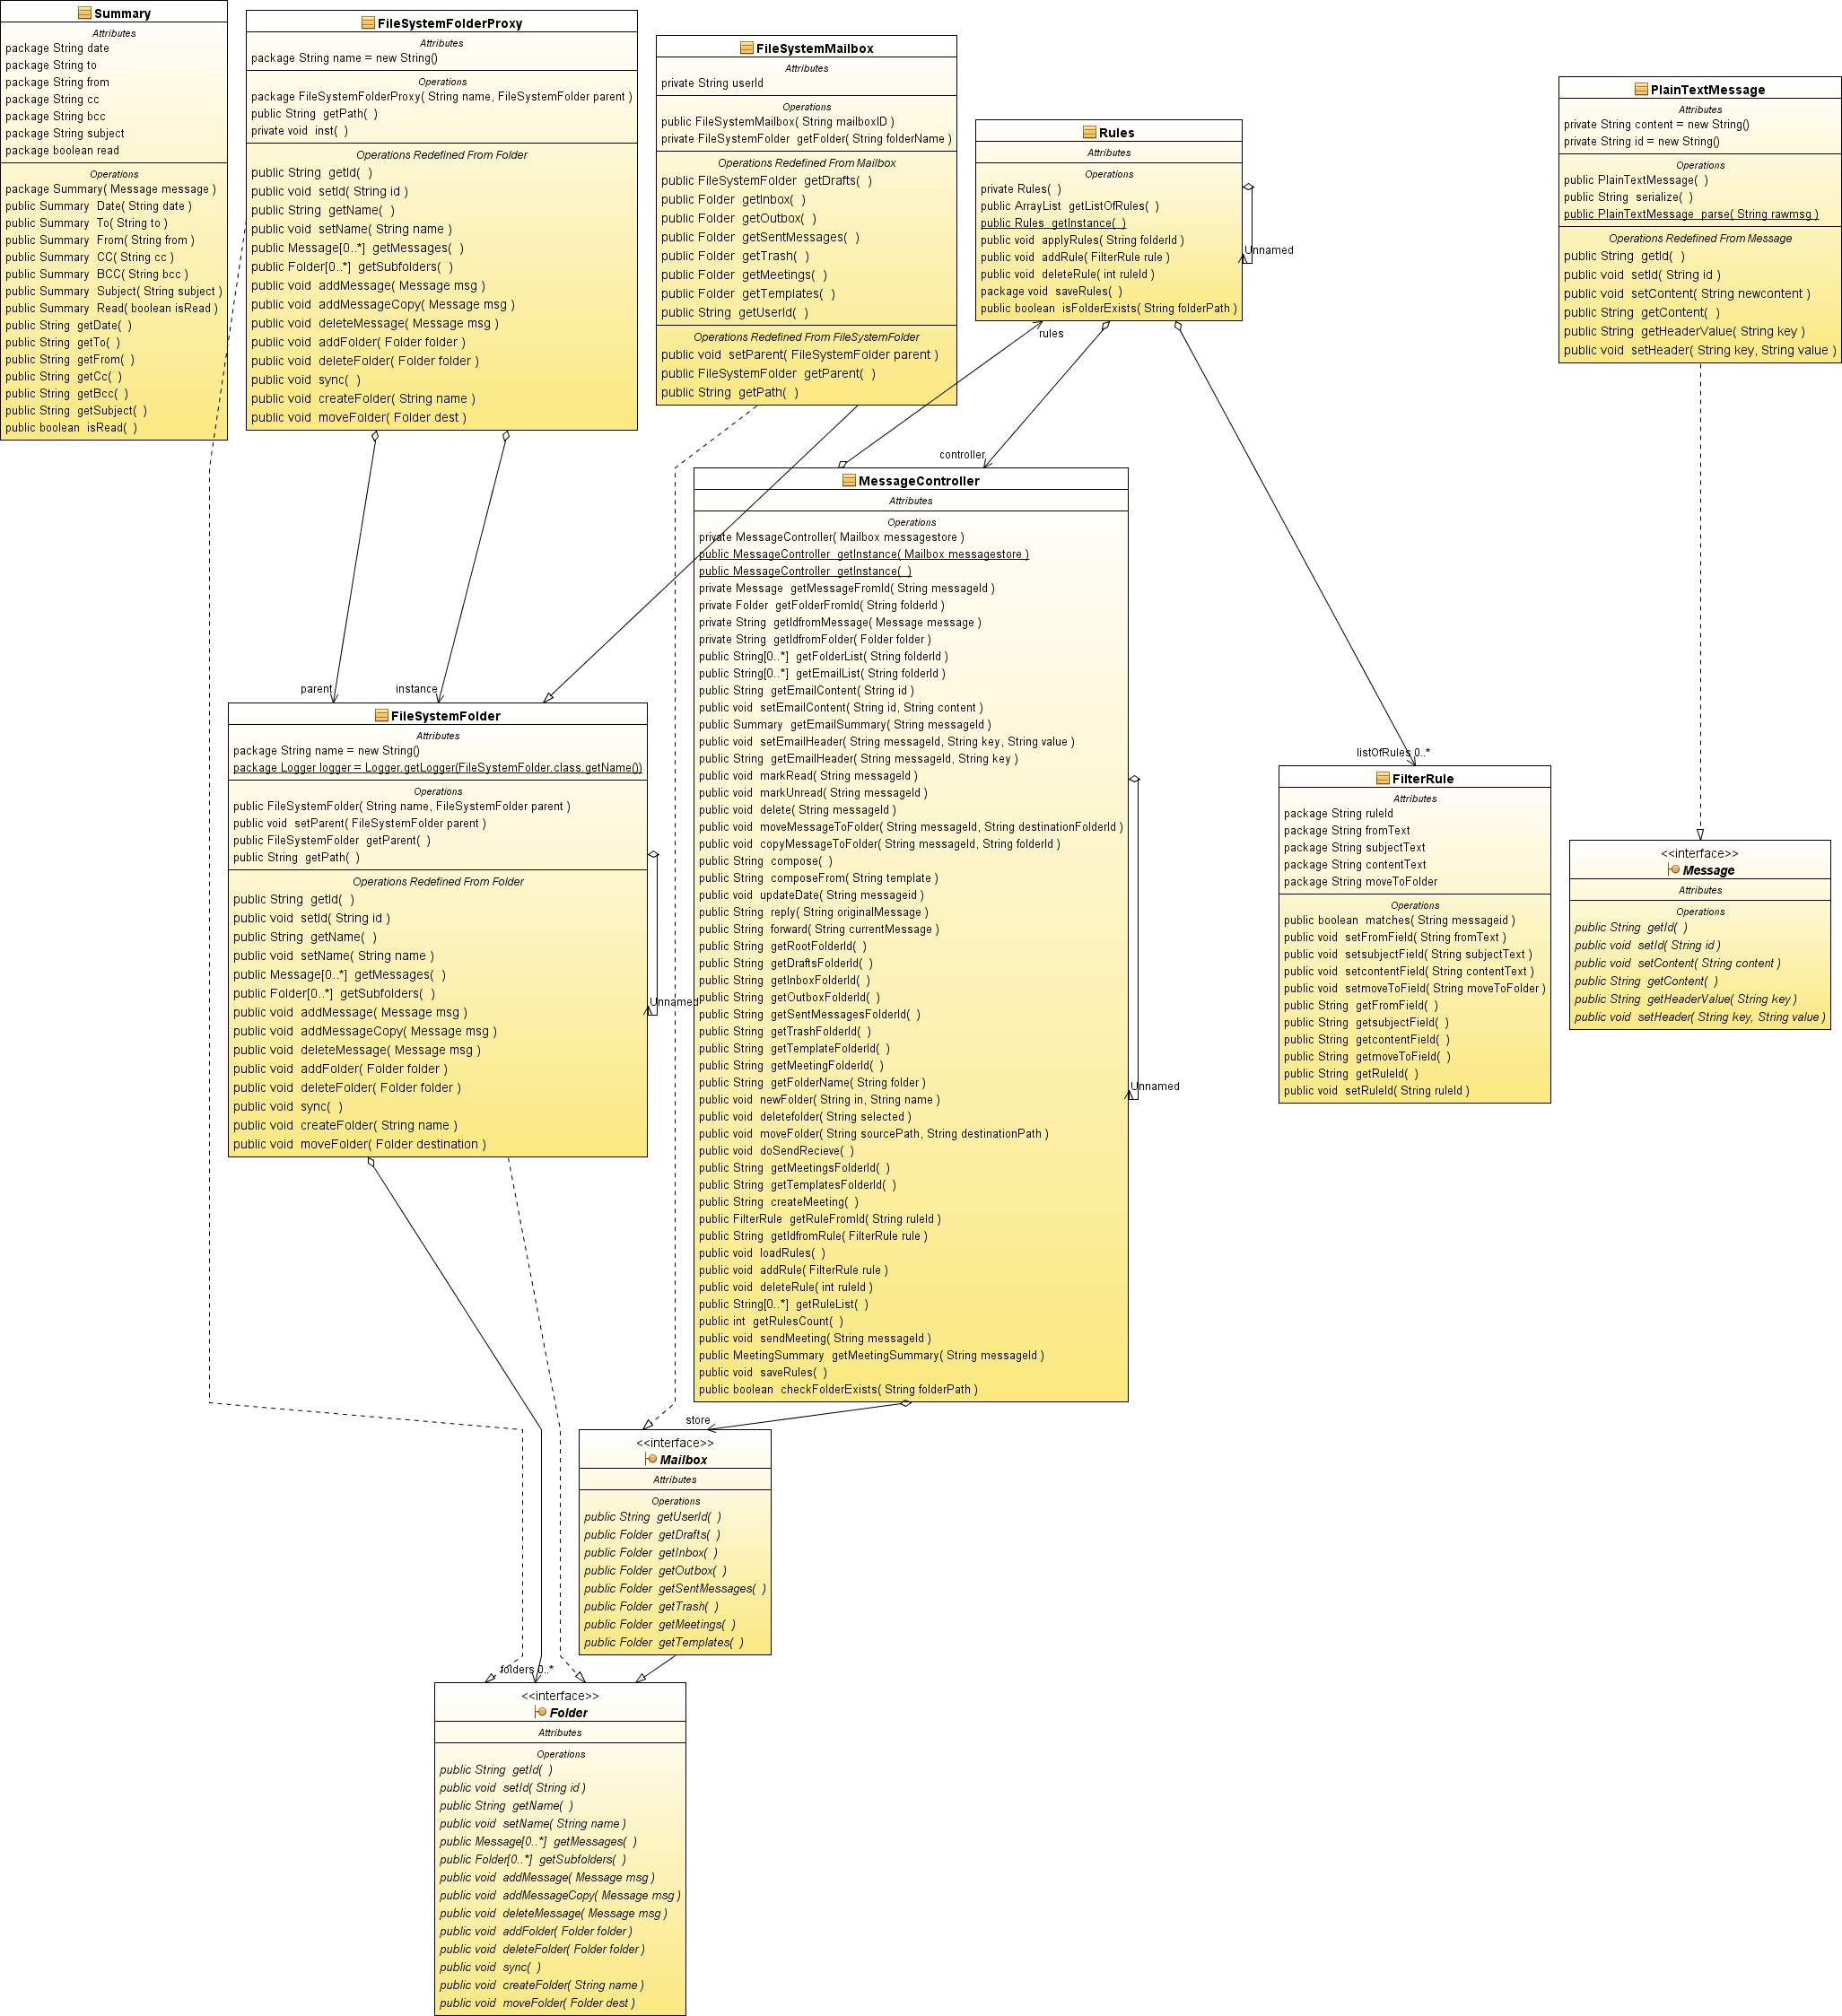 Summary
Attributes
package String date
package String to
package String from
package String cc
package String bcc
package String subject
package boolean read
Operations
package Summary( Message message )
public Summary Date( String date )
public Summary To( String to )
public Summary From( String from )
public Summary CC( String cc )
public Summary BCC( String bcc )
public Summary Subject( String subject )
public Summary Read( boolean isRead )
public String getDate( )
public String getTo( )
public String getFrom( )
public String getCc( )
public String getBcc( )
public String getSubject( )
public boolean isRead( )
FileSystemFolderProxy
Attributes
package String name = new String()
Operations
package FileSystemFolderProxy( String name, FileSystemFolder parent )
public String getPath( )
private void inst( )
Operations Redefined From Folder
public String getId( )
public void setId( String id )
public String getName( )
public void setName( String name )
public Message[0..*] getMessages( )
public Folder[0..*] getSubfolders( )
public void addMessage( Message msg )
public void addMessageCopy( Message msg )
public void deleteMessage( Message msg )
public void addFolder( Folder folder )
public void deleteFolder( Folder folder )
public void sync( )
public void createFolder( String name )
public void moveFolder( Folder dest )
FileSystemMailbox
Attributes
private String userId
Operations
public FileSystemMailbox( String mailboxID )
private FileSystemFolder getFolder( String folderName )
Operations Redefined From Mailbox
public FileSystemFolder getDrafts( )
public Folder getInbox( )
public Folder getOutbox( )
public Folder getSentMessages( )
public Folder getTrash( )
public Folder getMeetings( )
public Folder getTemplates( )
public String getUserId( )
Operations Redefined From FileSystemFolder
public void setParent( FileSystemFolder parent )
public FileSystemFolder getParent( )
public String getPath( )
Rules
Attributes
Operations
private Rules( )
public ArrayList getListOfRules( )
public Rules getInstance( )
public void applyRules( String folderId )
public void addRule( FilterRule rule )
public void deleteRule( int ruleId )
package void saveRules( )
public boolean isFolderExists( String folderPath )
Unnamed
rules
controller
PlainTextMessage
Attributes
private String content = new String()
private String id = new String()
Operations
public PlainTextMessage( )
public String serialize( )
public PlainTextMessage parse( String rawmsg )
Operations Redefined From Message
public String getId( )
public void setId( String id )
public void setContent( String newcontent )
public String getContent( )
public String getHeaderValue( String key )
public void setHeader( String key, String value )
MessageController
Attributes
Operations
private MessageController( Mailbox messagestore )
public MessageController getInstance( Mailbox messagestore )
public MessageController getInstance( )
private Message getMessageFromId( String messageId )
private Folder getFolderFromId( String folderId )
private String getIdfromMessage( Message message )
private String getIdfromFolder( Folder folder )
public String[0..*] getFolderList( String folderId )
public String[0..*] getEmailList( String folderId )
public String getEmailContent( String id )
public void setEmailContent( String id, String content )
public Summary getEmailSummary( String messageId )
public void setEmailHeader( String messageId, String key, String value )
public String getEmailHeader( String messageId, String key )
public void markRead( String messageId )
public void markUnread( String messageId )
public void delete( String messageId )
public void moveMessageToFolder( String messageId, String destinationFolderId )
public void copyMessageToFolder( String messageId, String folderId )
public String compose( )
public String composeFrom( String template )
public void updateDate( String messageid )
public String reply( String originalMessage )
public String forward( String currentMessage )
public String getRootFolderId( )
public String getDraftsFolderId( )
public String getInboxFolderId( )
public String getOutboxFolderId( )
public String getSentMessagesFolderId( )
public String getTrashFolderId( )
public String getTemplateFolderId( )
public String getMeetingFolderId( )
public String getFolderName( String folder )
public void newFolder( String in, String name )
public void deletefolder( String selected )
public void moveFolder( String sourcePath, String destinationPath )
public void doSendRecieve( )
public String getMeetingsFolderId( )
public String getTemplatesFolderId( )
public String createMeeting( )
public FilterRule getRuleFromId( String ruleId )
public String getIdfromRule( FilterRule rule )
public void loadRules( )
public void addRule( FilterRule rule )
public void deleteRule( int ruleId )
public String[0..*] getRuleList( )
public int getRulesCount( )
public void sendMeeting( String messageId )
public MeetingSummary getMeetingSummary( String messageId )
public void saveRules( )
public boolean checkFolderExists( String folderPath )
Unnamed
store
parent
instance
FileSystemFolder
Attributes
package String name = new String()
package Logger logger = Logger.getLogger(FileSystemFolder.class.getName())
Operations
public FileSystemFolder( String name, FileSystemFolder parent )
public void setParent( FileSystemFolder parent )
public FileSystemFolder getParent( )
public String getPath( )
Operations Redefined From Folder
public String getId( )
public void setId( String id )
public String getName( )
public void setName( String name )
public Message[0..*] getMessages( )
public Folder[0..*] getSubfolders( )
public void addMessage( Message msg )
public void addMessageCopy( Message msg )
public void deleteMessage( Message msg )
public void addFolder( Folder folder )
public void deleteFolder( Folder folder )
public void sync( )
public void createFolder( String name )
public void moveFolder( Folder destination )
Unnamed
listOfRules 0..*
FilterRule
Attributes
package String ruleId
package String fromText
package String subjectText
package String contentText
package String moveToFolder
Operations
public boolean matches( String messageid )
public void setFromField( String fromText )
public void setsubjectField( String subjectText )
public void setcontentField( String contentText )
public void setmoveToField( String moveToFolder )
public String getFromField( )
public String getsubjectField( )
public String getcontentField( )
public String getmoveToField( )
public String getRuleId( )
public void setRuleId( String ruleId )
<<interface>>
Message
Attributes
Operations
public String getId( )
public void setId( String id )
public void setContent( String content )
public String getContent( )
public String getHeaderValue( String key )
public void setHeader( String key, String value )
<<interface>>
Mailbox
Attributes
Operations
public String getUserId( )
public Folder getDrafts( )
public Folder getInbox( )
public Folder getOutbox( )
public Folder getSentMessages( )
public Folder getTrash( )
public Folder getMeetings( )
public Folder getTemplates( )
folders 0..*
<<interface>>
Folder
Attributes
Operations
public String getId( )
public void setId( String id )
public String getName( )
public void setName( String name )
public Message[0..*] getMessages( )
public Folder[0..*] getSubfolders( )
public void addMessage( Message msg )
public void addMessageCopy( Message msg )
public void deleteMessage( Message msg )
public void addFolder( Folder folder )
public void deleteFolder( Folder folder )
public void sync( )
public void createFolder( String name )
public void moveFolder( Folder dest )